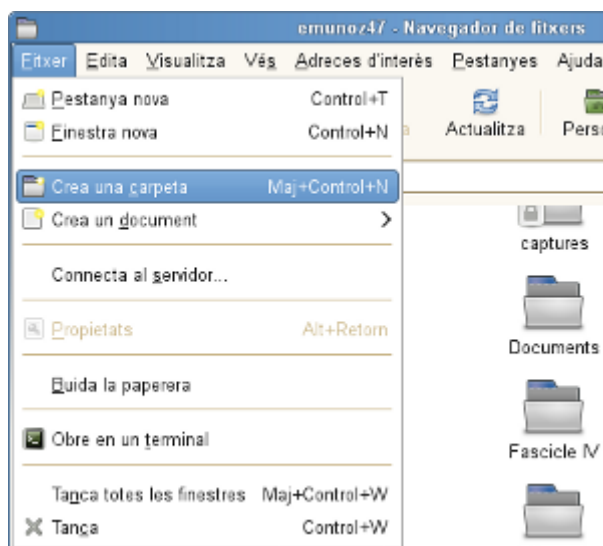 emunoz47 - Navegador de fitxers
Fitxer Edita Visualitza Vés Adreces d'interès Pestanyes Ajuda
Pestanya nova Control+T
Finestra nova Control+N
Actualitza
Crea una carpeta Maj+Control+N
Crea un document
captures
Connecta al servidor...
Propietats Alt+Retorn
Documents
Buida la paperera
Obre en un terminal
Fascicle IV
Tanca totes les finestres Maj+Control+W
Tanca Control+W